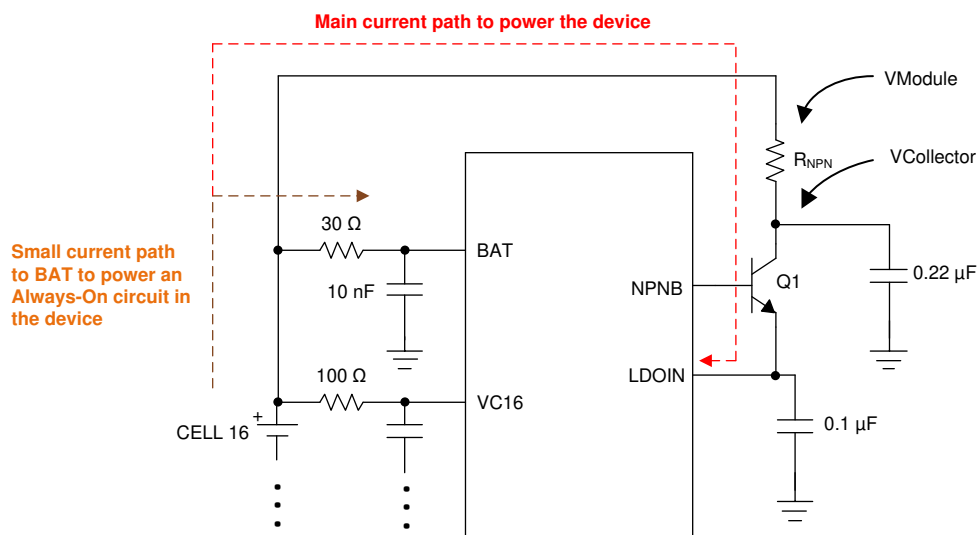 Main current path to power the device
VModule
R_NPN
VCollector
30 Ω
BAT
Small current path
to BAT to power an
Always-On circuit in
the device
10 nF
NPNB
Q1
0.22 µF
100 Ω
LDOIN
VC16
+
CELL 16
0.1 µF